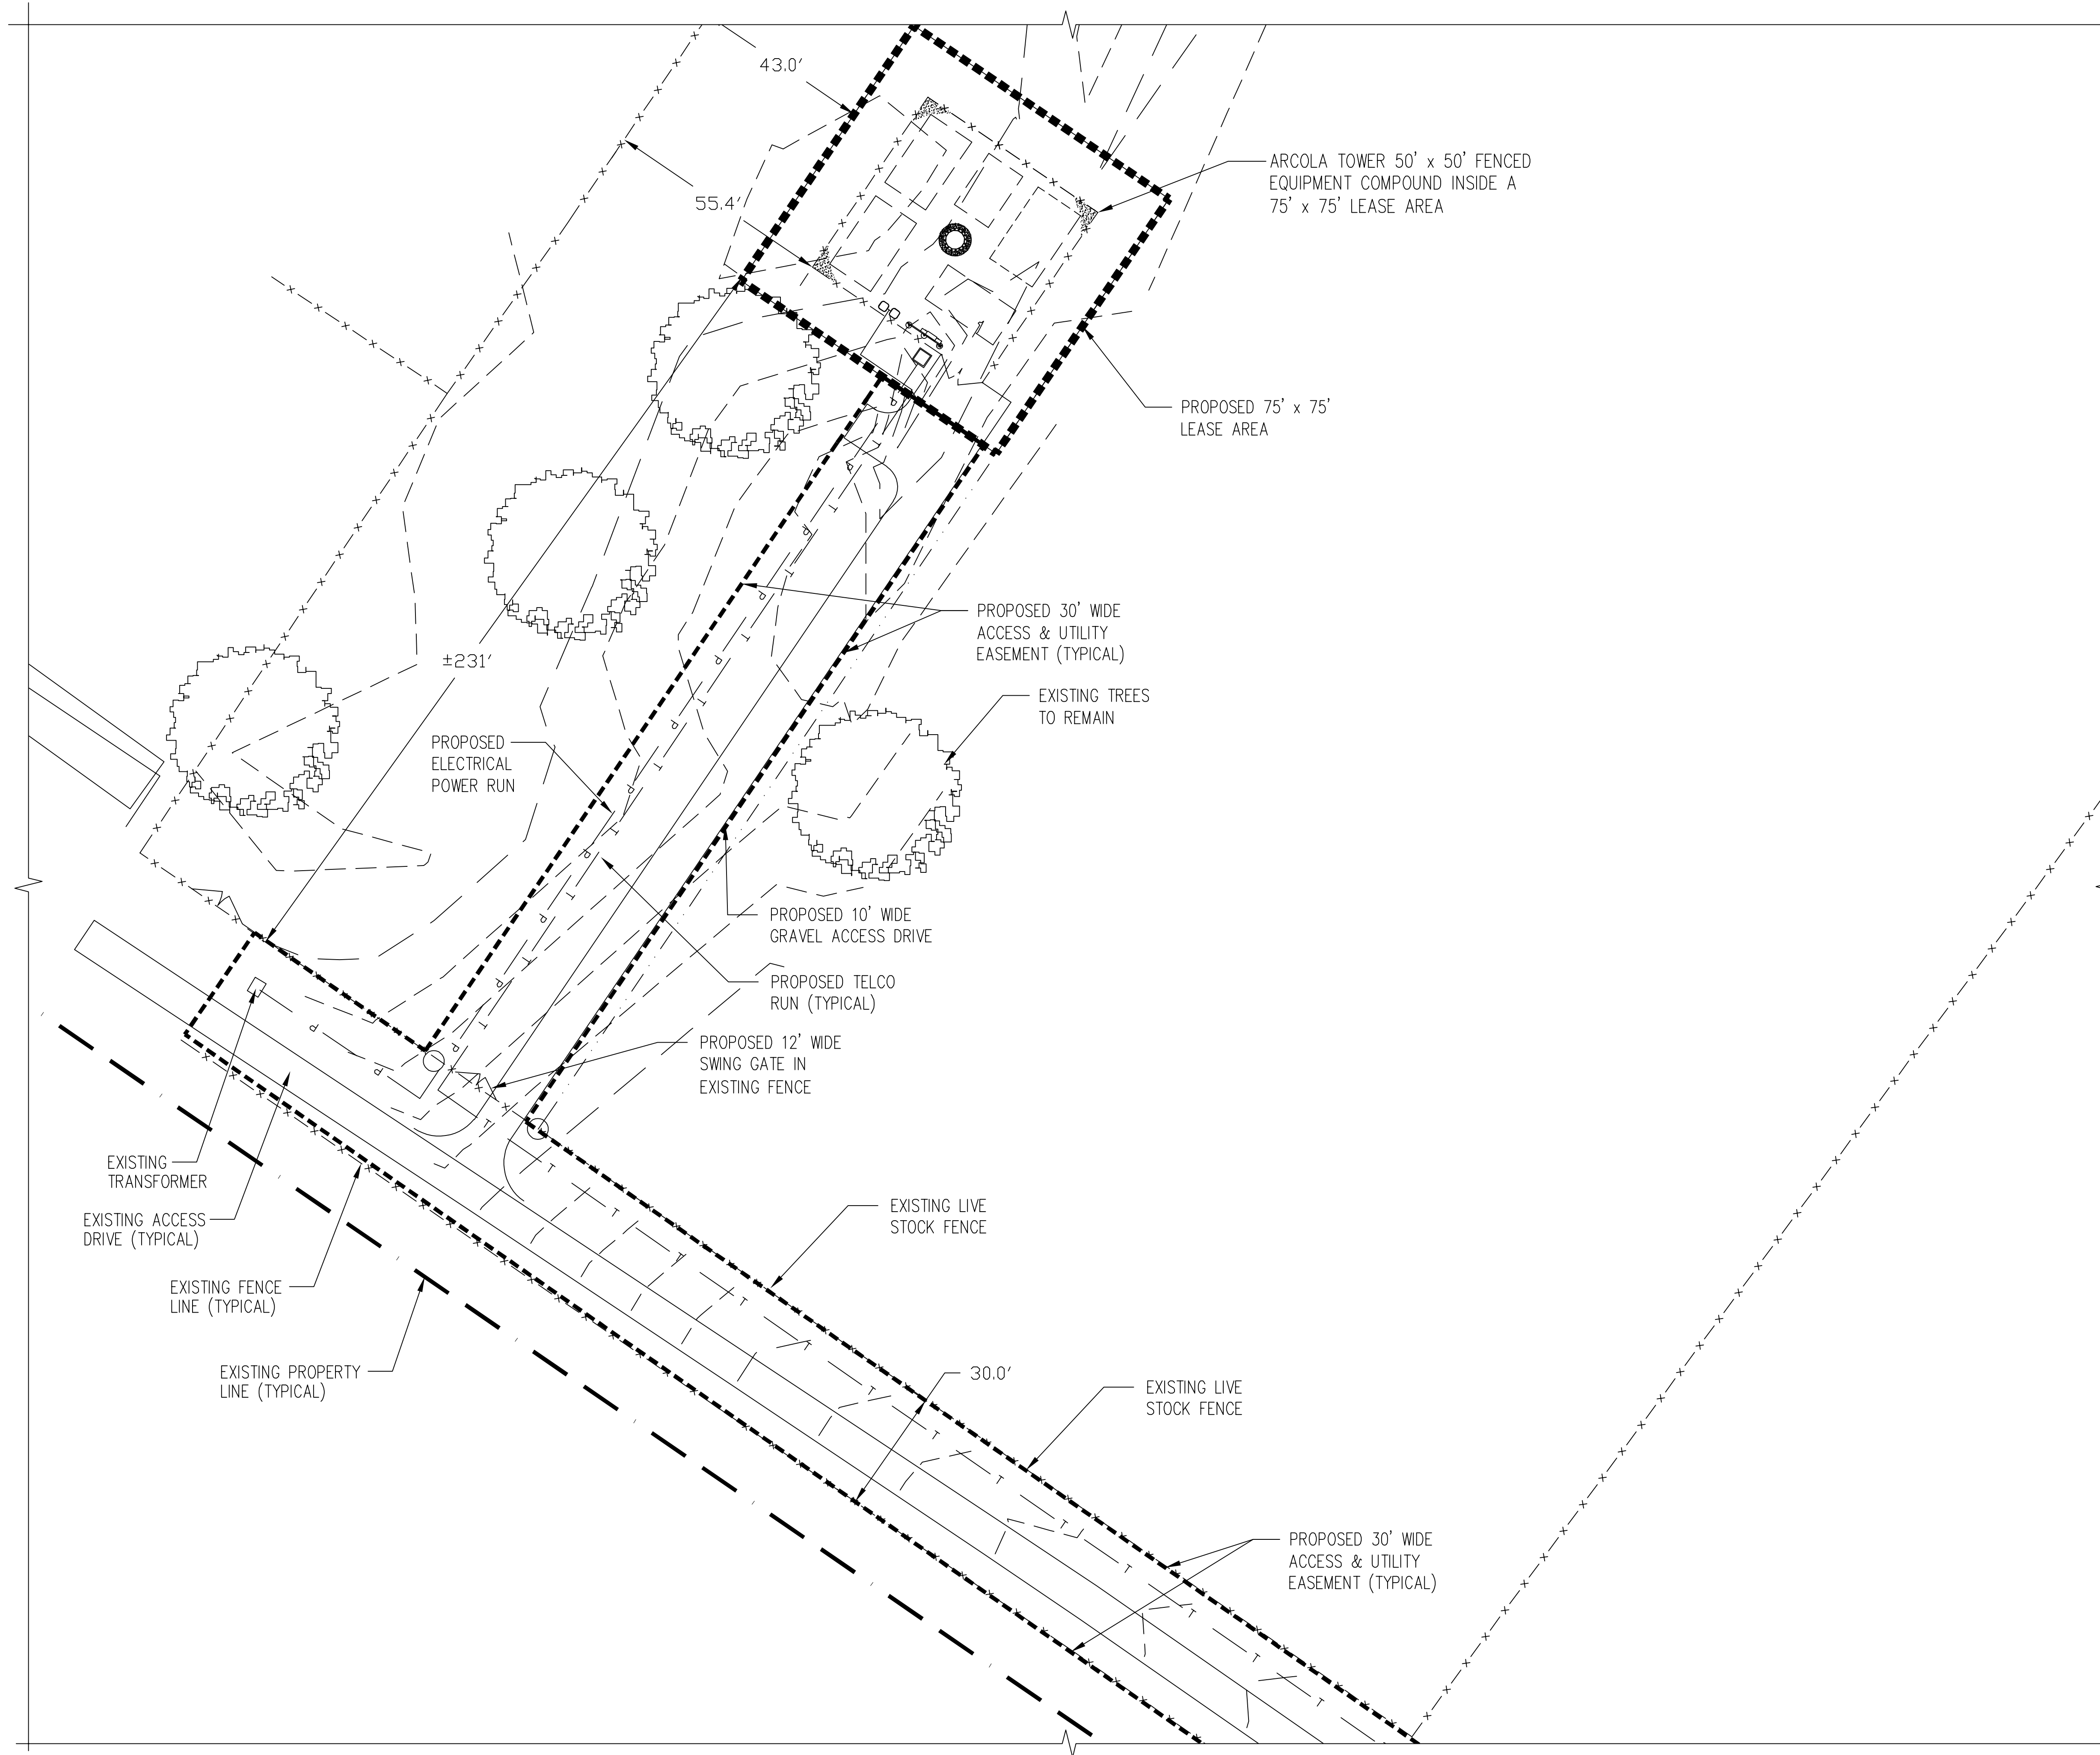 43.0′
55.4′
ARCOLA TOWER 50' x 50' FENCED
EQUIPMENT COMPOUND INSIDE A
75' x 75' LEASE AREA
PROPOSED 75' x 75'
LEASE AREA
PROPOSED 30' WIDE
ACCESS & UTILITY
EASEMENT (TYPICAL)
±231′
EXISTING TREES
TO REMAIN
PROPOSED
ELECTRICAL
POWER RUN
PROPOSED 10' WIDE
GRAVEL ACCESS DRIVE
PROPOSED TELCO
RUN (TYPICAL)
PROPOSED 12' WIDE
SWING GATE IN
EXISTING FENCE
EXISTING
TRANSFORMER
EXISTING ACCESS
DRIVE (TYPICAL)
EXISTING FENCE
LINE (TYPICAL)
EXISTING PROPERTY
LINE (TYPICAL)
EXISTING LIVE
STOCK FENCE
30.0′
EXISTING LIVE
STOCK FENCE
PROPOSED 30' WIDE
ACCESS & UTILITY
EASEMENT (TYPICAL)